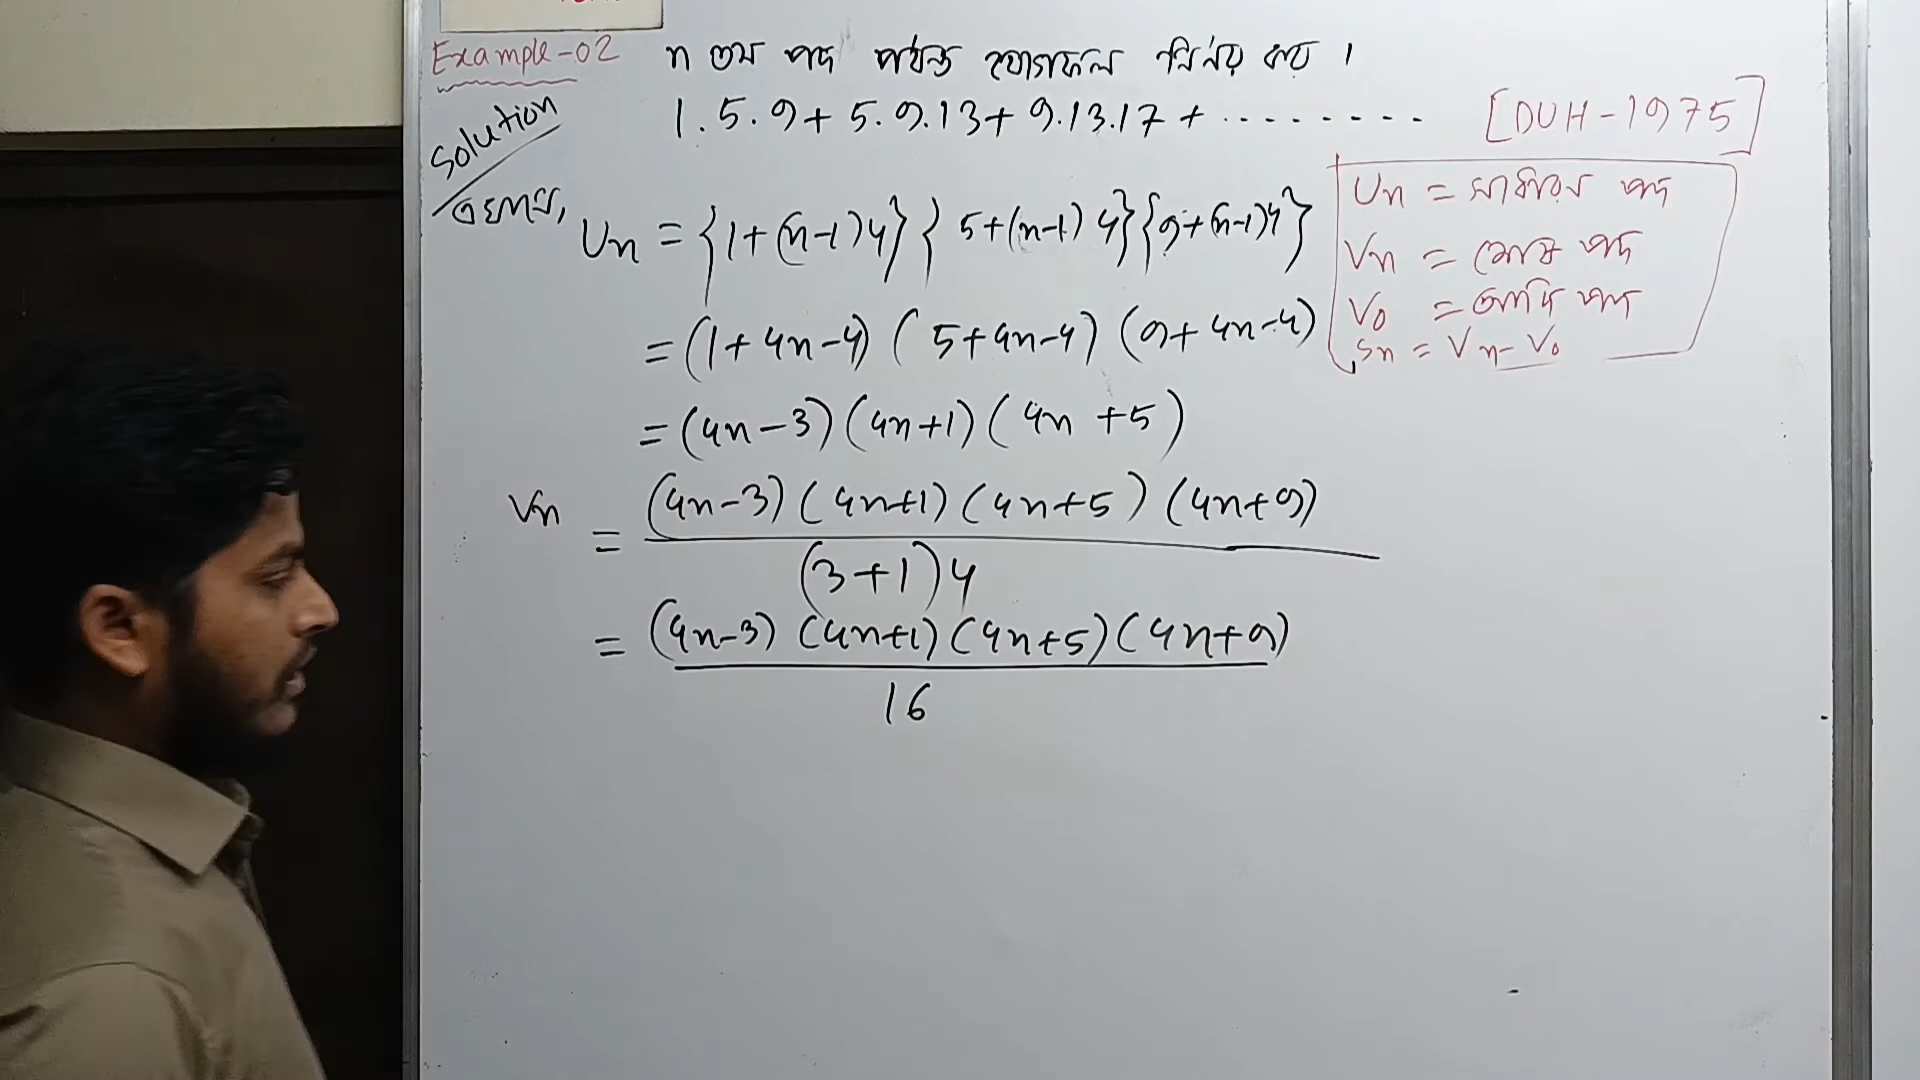 Example-02 n তম পদ পর্যন্ত যোগফল নির্ণয় কর ।
Solution 1.5.9+5.9.13+9.13.17+ ........ [DUH-1975]
এখানে, Un = {1+(n-1)4}{5+(n-1)4}{9+(n-1)4}
= (1+4n-4) (5+4n-4) (9+4n-4)
= (4n-3)(4n+1)(4n+5)
Vn = (4n-3)(4n+1)(4n+5)(4n+9)
(3+1)4
= (4n-3)(4n+1)(4n+5)(4n+9)
16
Un = সাধারন পদ
Vn = শেষ পদ
V0 = আদি পদ
Sn = Vn-V0